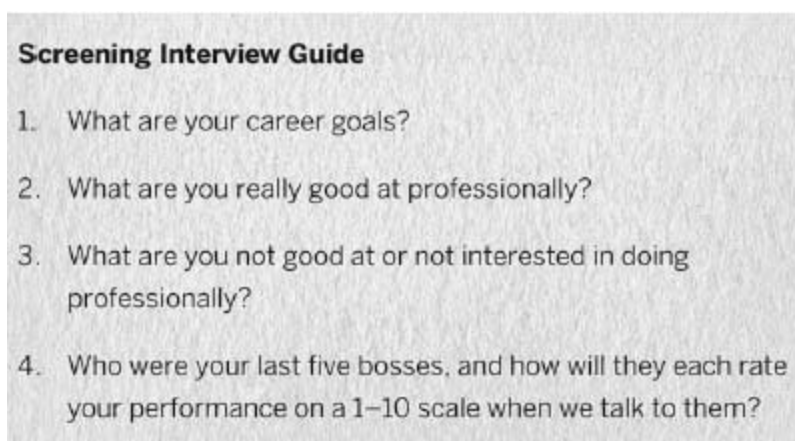 Screening Interview Guide
1. What are your career goals?
2. What are you really good at professionally?
3. What are you not good at or not interested in doing
professionally?
4. Who were your last five bosses, and how will they each rate
your performance on a 1–10 scale when we talk to them?